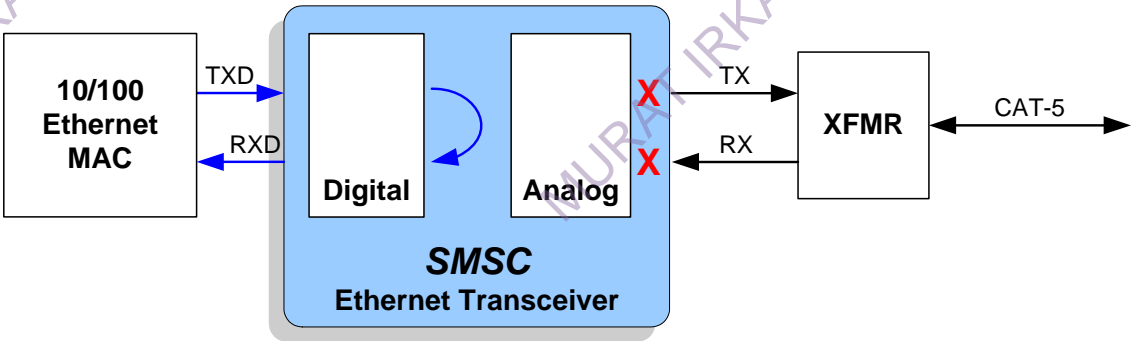 10/100
Ethernet
MAC
TXD
RXD
Digital
Analog
X
X
SMSC
Ethernet Transceiver
TX
RX
XFMR
CAT-5
MURAT IRKA